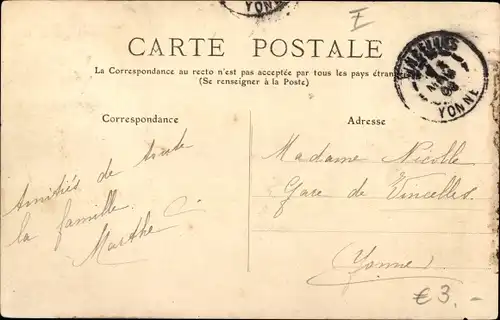 YONNE
I
CARTE POSTALE
La Correspondance au recto n'est pas acceptée par tous les pays étrangers
(Se renseigner à la Poste)
YONNE
Correspondance
Adresse
Amitiés de toute
la famille.
Marthe C.
Madame Nicolle
Gare de Vincelles.
(Yonne)
€3.-